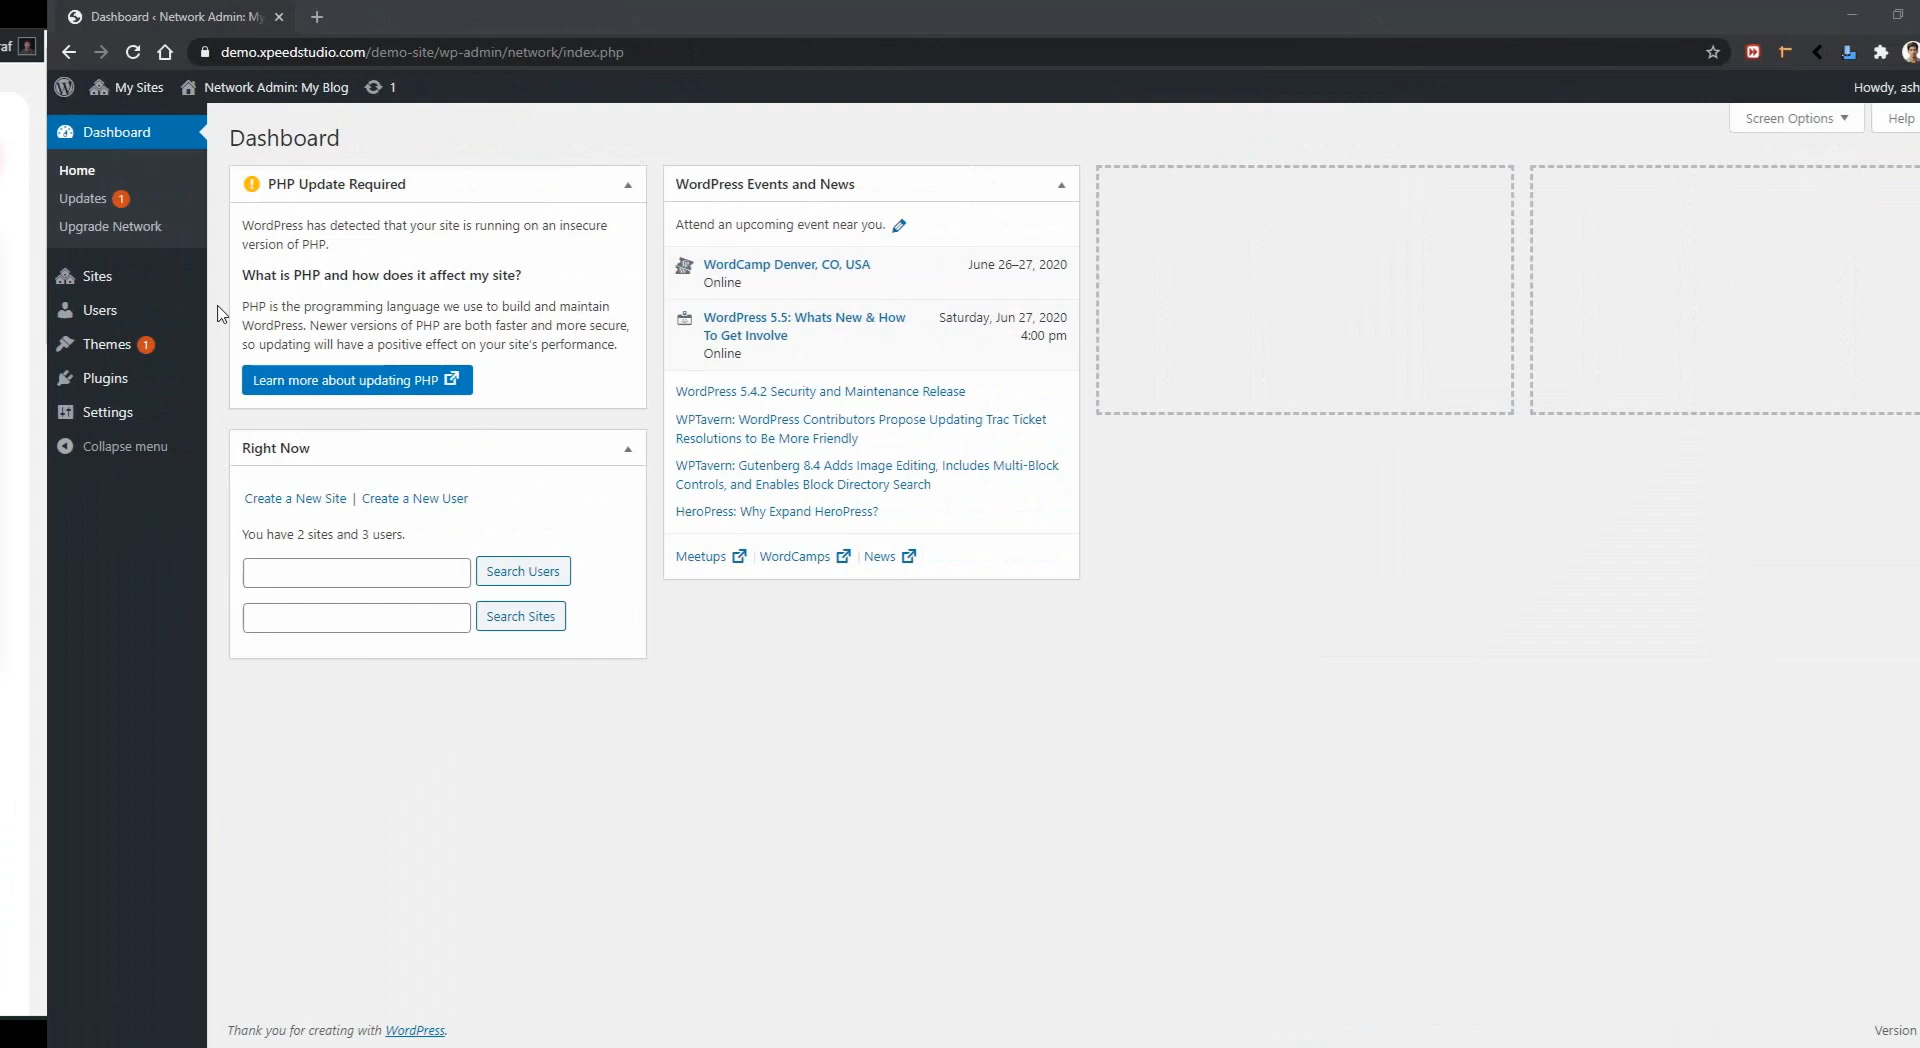 Dashboard ‹ Network Admin: My
af
demo.xpeedstudio.com/demo-site/wp-admin/network/index.php
My Sites
Network Admin: My Blog
1
Howdy, ash
Dashboard
Home
Updates 1
Upgrade Network
Sites
Users
Themes 1
Plugins
Settings
Collapse menu
Screen Options
Help
Dashboard
PHP Update Required
WordPress has detected that your site is running on an insecure
version of PHP.
What is PHP and how does it affect my site?
PHP is the programming language we use to build and maintain
WordPress. Newer versions of PHP are both faster and more secure,
so updating will have a positive effect on your site's performance.
Learn more about updating PHP
Right Now
Create a New Site | Create a New User
You have 2 sites and 3 users.
Search Users
Search Sites
WordPress Events and News
Attend an upcoming event near you.
WordCamp Denver, CO, USA June 26–27, 2020
Online
WordPress 5.5: Whats New & How Saturday, Jun 27, 2020
To Get Involve 4:00 pm
Online
WordPress 5.4.2 Security and Maintenance Release
WPTavern: WordPress Contributors Propose Updating Trac Ticket
Resolutions to Be More Friendly
WPTavern: Gutenberg 8.4 Adds Image Editing, Includes Multi-Block
Controls, and Enables Block Directory Search
HeroPress: Why Expand HeroPress?
Meetups | WordCamps | News
Thank you for creating with WordPress.
Version